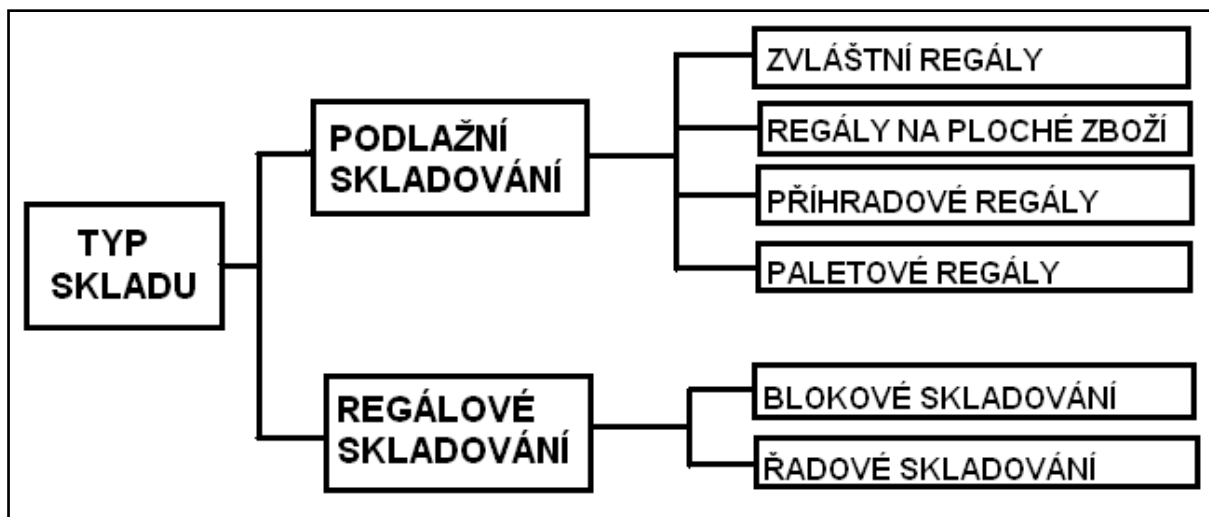 TYP
SKLADU
PODLAŽNÍ
SKLADOVÁNÍ
ZVLÁŠTNÍ REGÁLY
REGÁLY NA PLOCHÉ ZBOŽÍ
PŘÍHRADOVÉ REGÁLY
PALETOVÉ REGÁLY
REGÁLOVÉ
SKLADOVÁNÍ
BLOKOVÉ SKLADOVÁNÍ
ŘADOVÉ SKLADOVÁNÍ